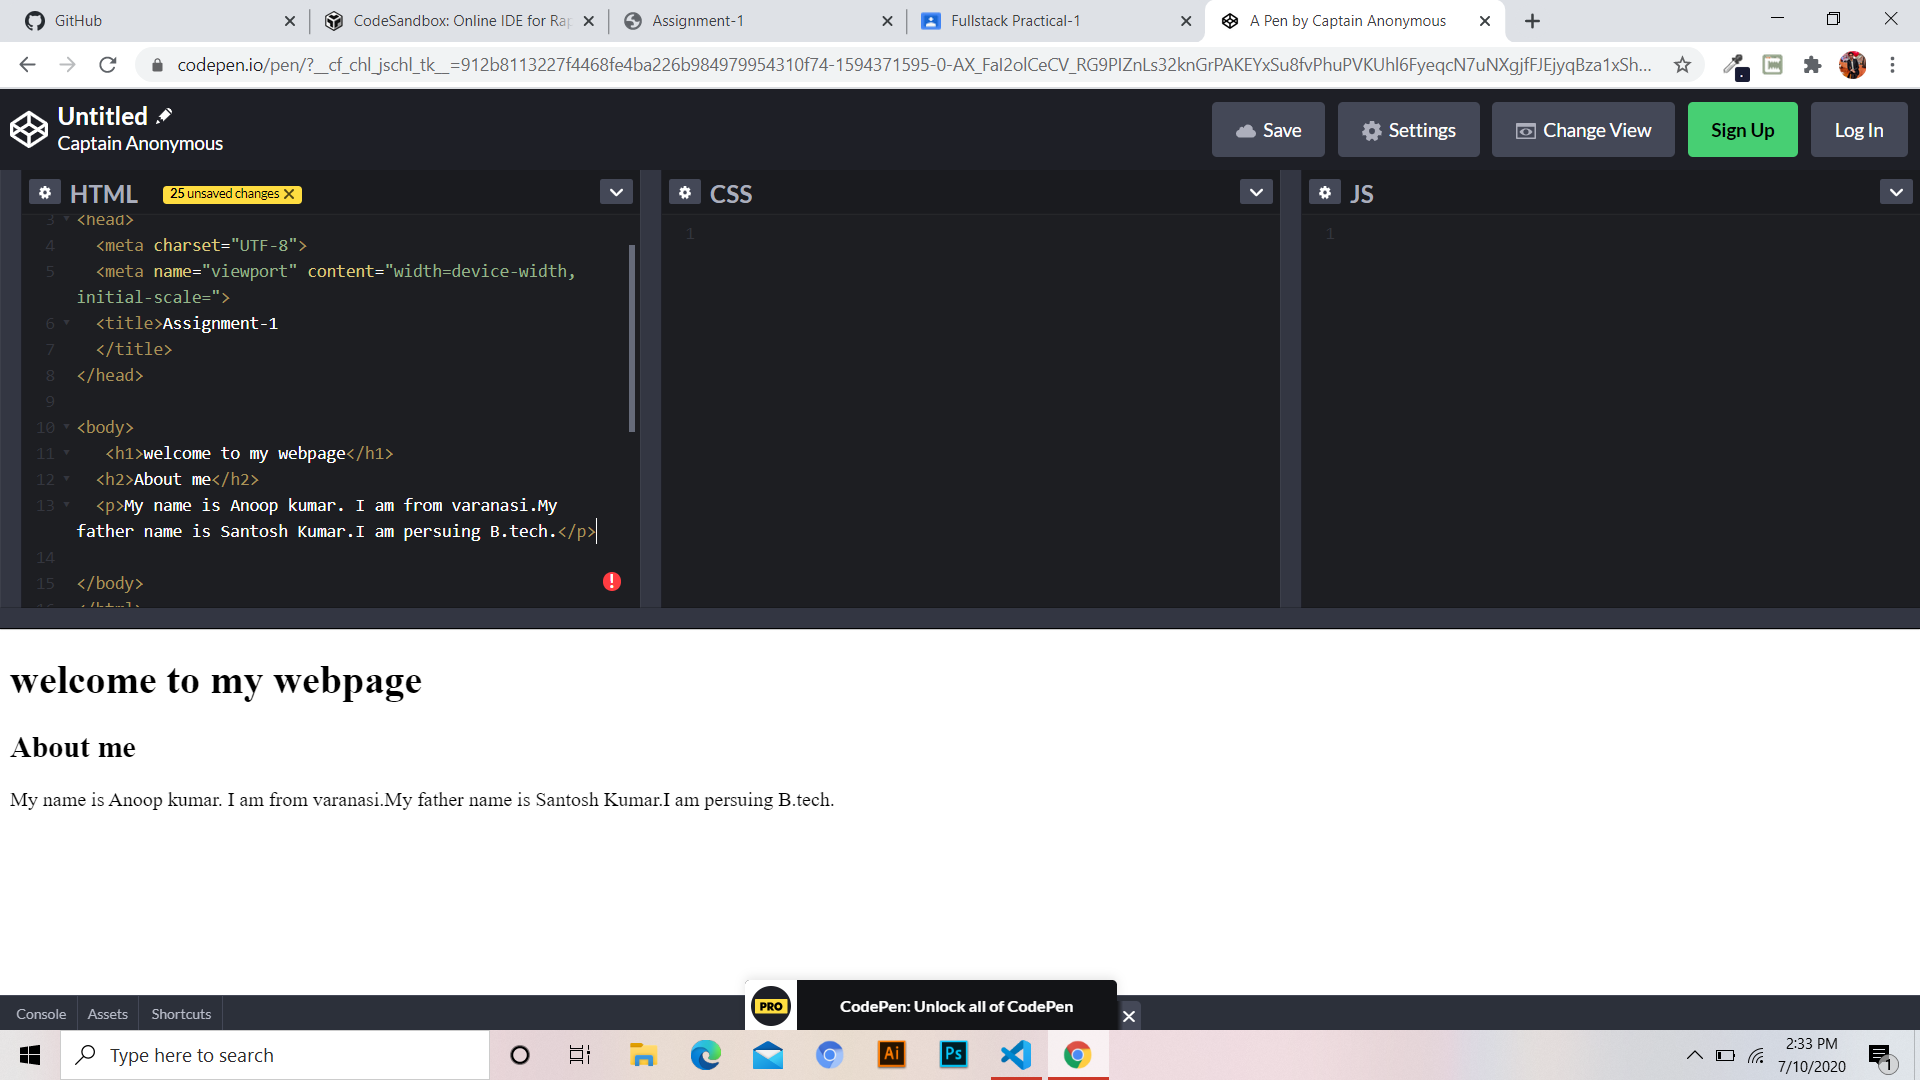 GitHub
CodeSandbox: Online IDE for Rap
Assignment-1
Fullstack Practical-1
A Pen by Captain Anonymous
codepen.io/pen/?__cf_chl_jschl_tk__=912b8113227f4468fe4ba226b984979954310f74-1594371595-0-AX_FaI2olCeCV_RG9PIZnLs32knGrPAKEYxSu8fvPhuPVKUhl6FyeqcN7uNXgjfFJEjyqBza1xSh...
Untitled
Captain Anonymous
Save
Settings
Change View
Sign Up
Log In
HTML
25 unsaved changes
CSS
JS
3 <head>
4 <meta charset="UTF-8">
5 <meta name="viewport" content="width=device-width,
initial-scale=">
6 <title>Assignment-1
7 </title>
8 </head>
9
10 <body>
11 <h1>welcome to my webpage</h1>
12 <h2>About me</h2>
13 <p>My name is Anoop kumar. I am from varanasi.My
father name is Santosh Kumar.I am persuing B.tech.</p>
14
15 </body>
16 </html>
1
1
welcome to my webpage
About me
My name is Anoop kumar. I am from varanasi.My father name is Santosh Kumar.I am persuing B.tech.
Console
Assets
Shortcuts
PRO
CodePen: Unlock all of CodePen
Type here to search
Ai
Ps
2:33 PM
7/10/2020
1